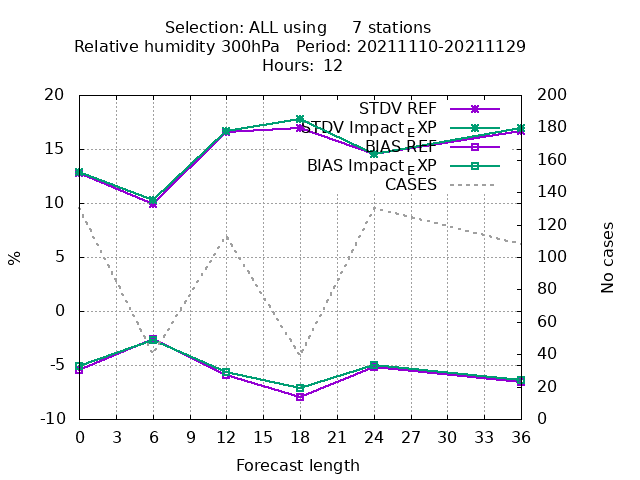 Selection: ALL using     7 stations
Relative humidity 300hPa   Period: 20211110-20211129
Hours:  12
STDV REF
STDV Impact_EXP
BIAS REF
BIAS Impact_EXP
CASES
20
15
10
5
0
-5
-10
%
200
180
160
140
120
100
80
60
40
20
0
No cases
0 3 6 9 12 15 18 21 24 27 30 33 36
Forecast length